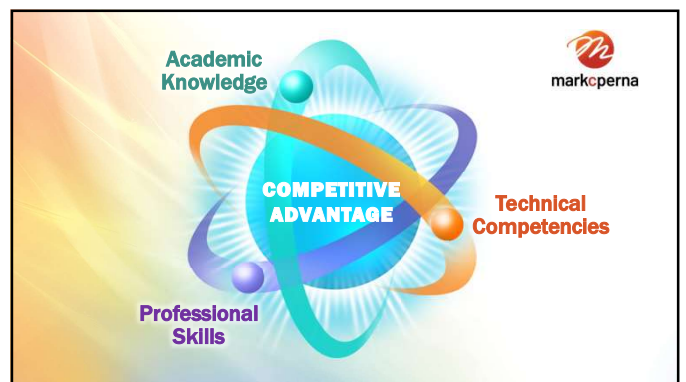 Academic
Knowledge
markcperna
COMPETITIVE
ADVANTAGE
Technical
Competencies
Professional
Skills